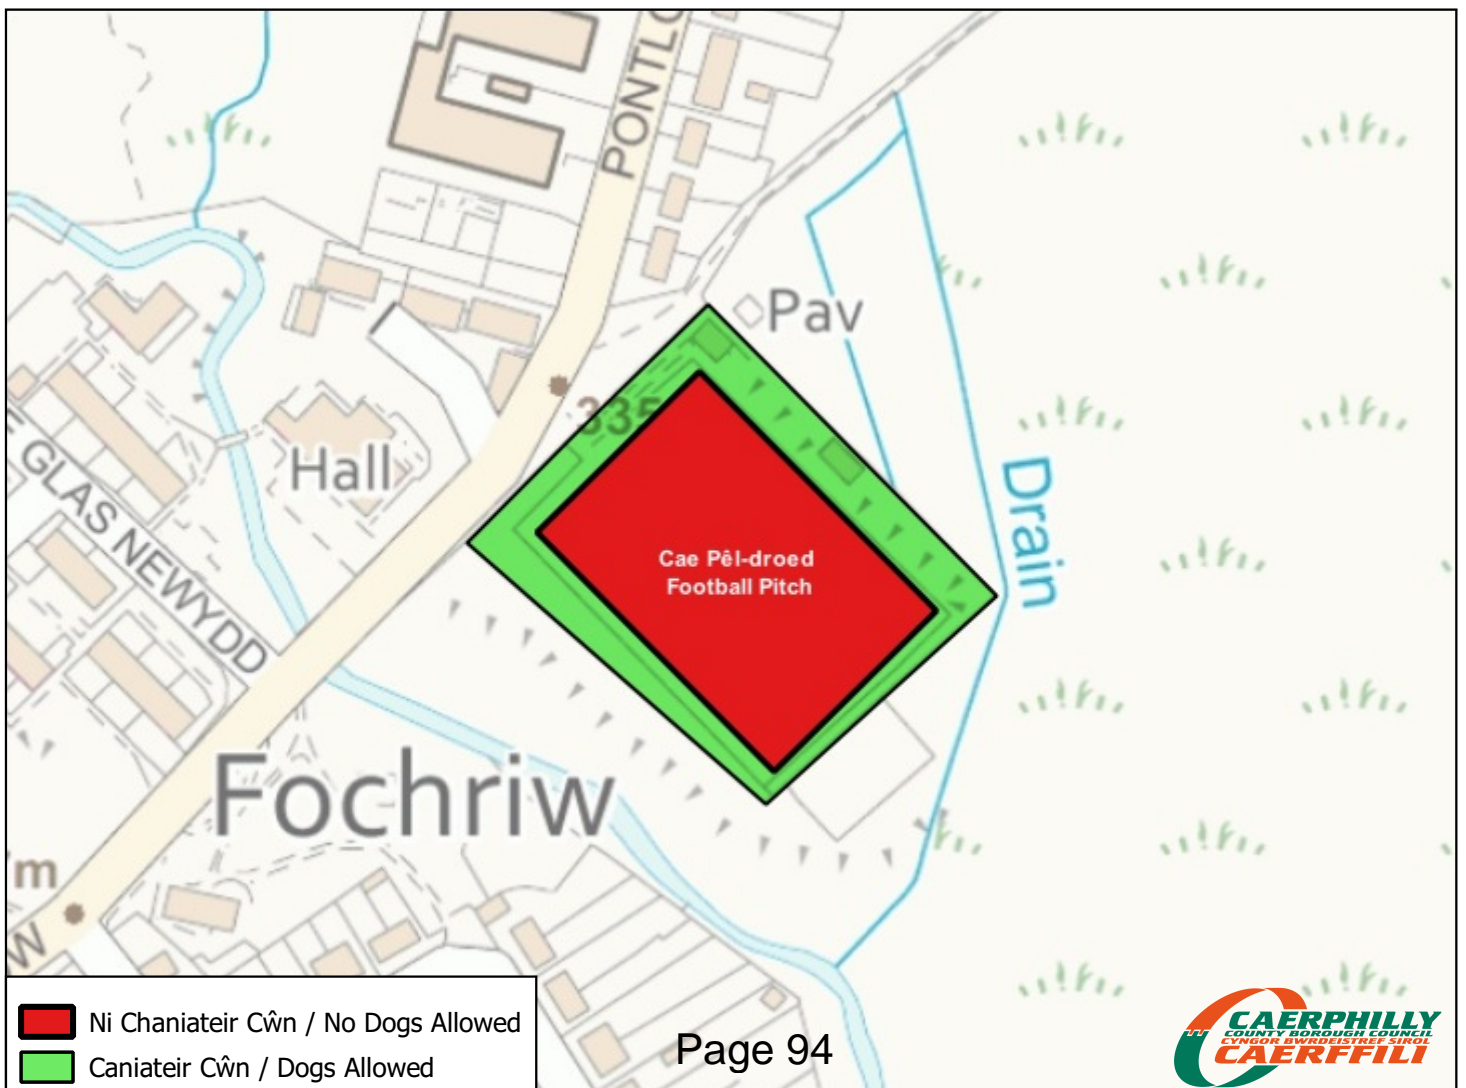 PONTLO
Pav
335
Hall
GLAS NEWYDD
Drain
Cae Pêl-droed
Football Pitch
Fochriw
m
W
Ni Chaniateir Cŵn / No Dogs Allowed
Caniateir Cŵn / Dogs Allowed
Page 94
CAERPHILLY
COUNTY BOROUGH COUNCIL
CYNGOR BWRDEISTREF SIROL
CAERFFILI